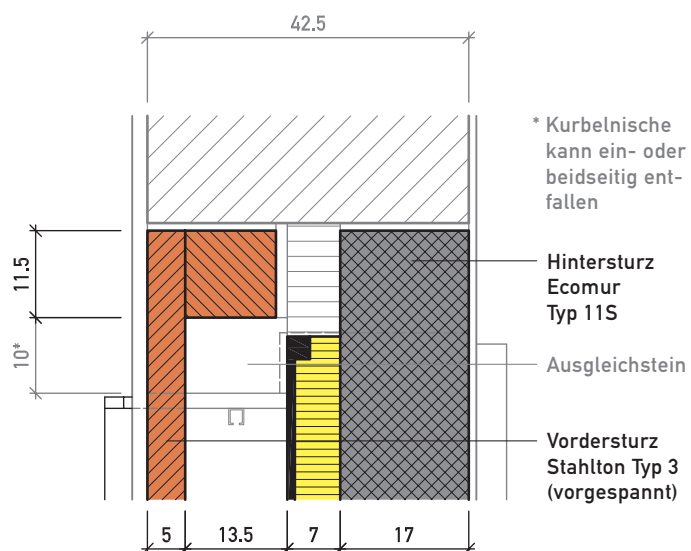 42.5
* Kurbelnische
kann ein- oder
beidseitig ent-
fallen
11.5
Hintersturz
Ecomur
Typ 11S
10*
Ausgleichstein
Vordersturz
Stahlton Typ 3
(vorgespannt)
5 13.5 7 17